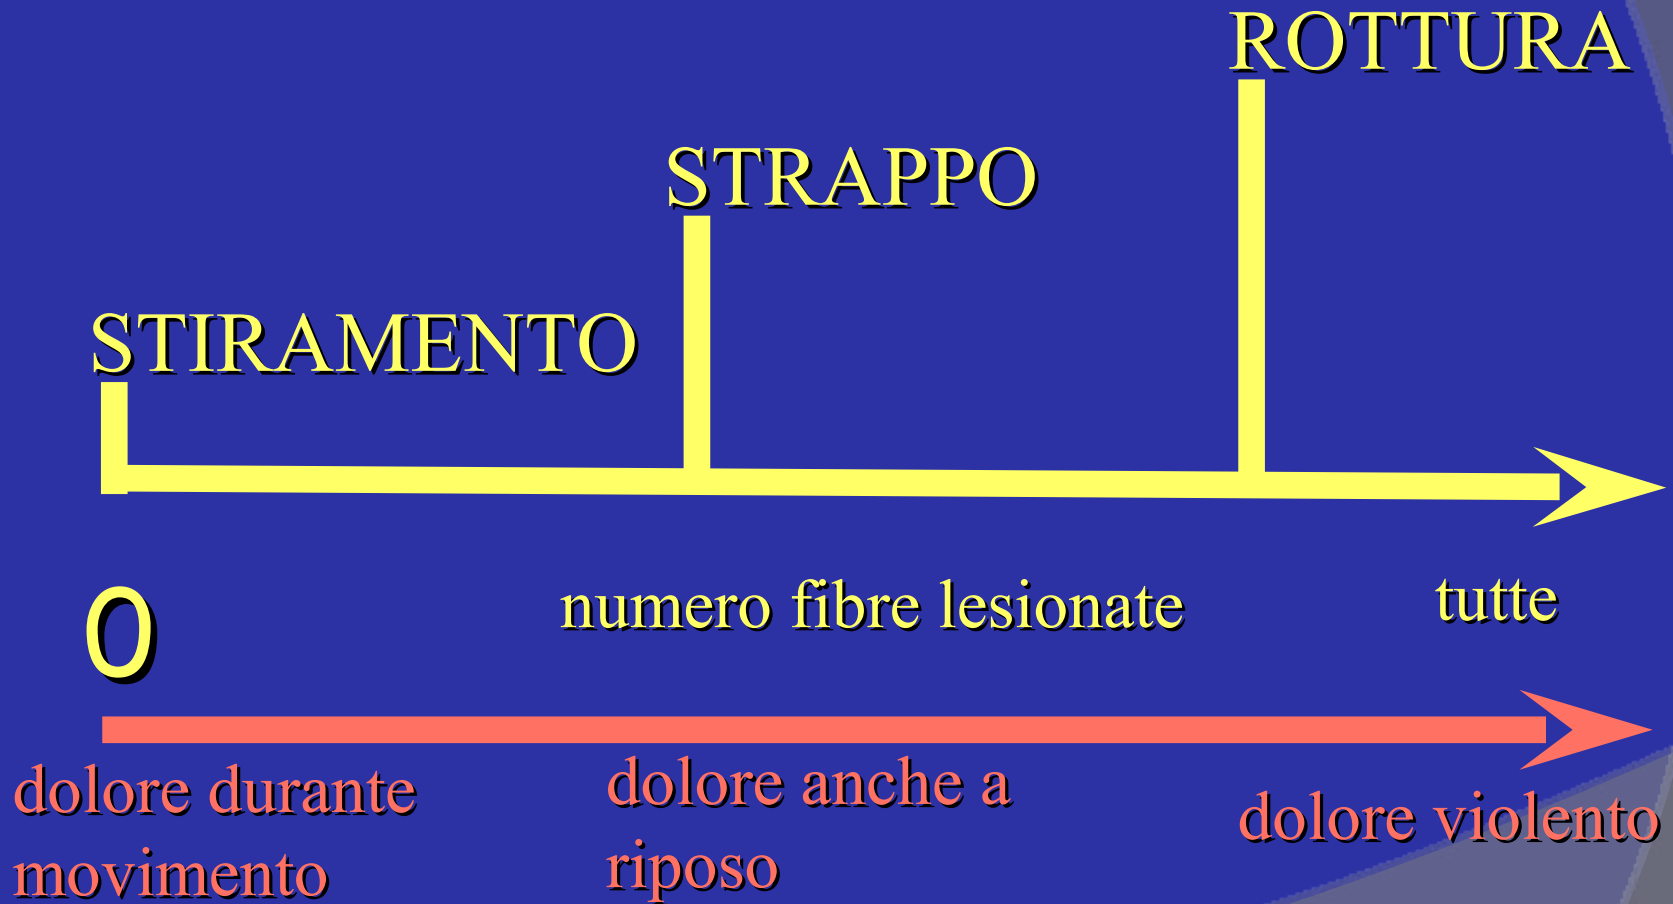 ROTTURA
STRAPPO
STIRAMENTO
0
numero fibre lesionate
tutte
dolore durante
movimento
dolore anche a
riposo
dolore violento